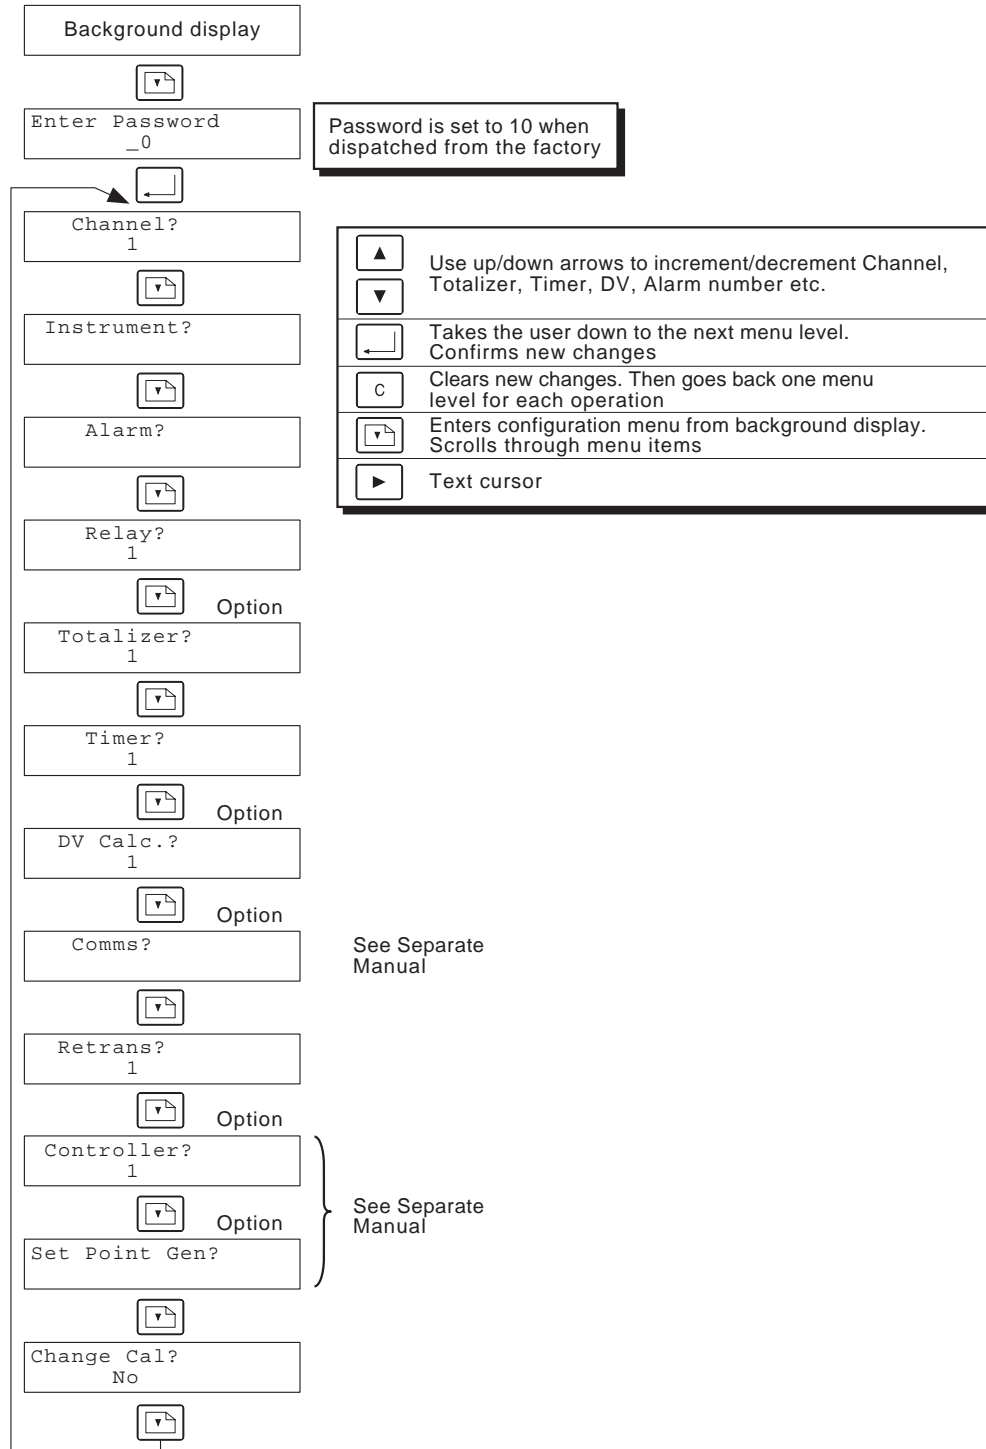 Background display
Enter Password
_0
Password is set to 10 when
dispatched from the factory
Channel?
1
Use up/down arrows to increment/decrement Channel,
Totalizer, Timer, DV, Alarm number etc.
Takes the user down to the next menu level.
Confirms new changes
C
Clears new changes. Then goes back one menu
level for each operation
Enters configuration menu from background display.
Scrolls through menu items
Text cursor
Instrument?
Alarm?
Relay?
1
Option
Totalizer?
1
Timer?
1
Option
DV Calc.?
1
Option
Comms?
See Separate
Manual
Retrans?
1
Option
Controller?
1
Option
Set Point Gen?
See Separate
Manual
Change Cal?
No